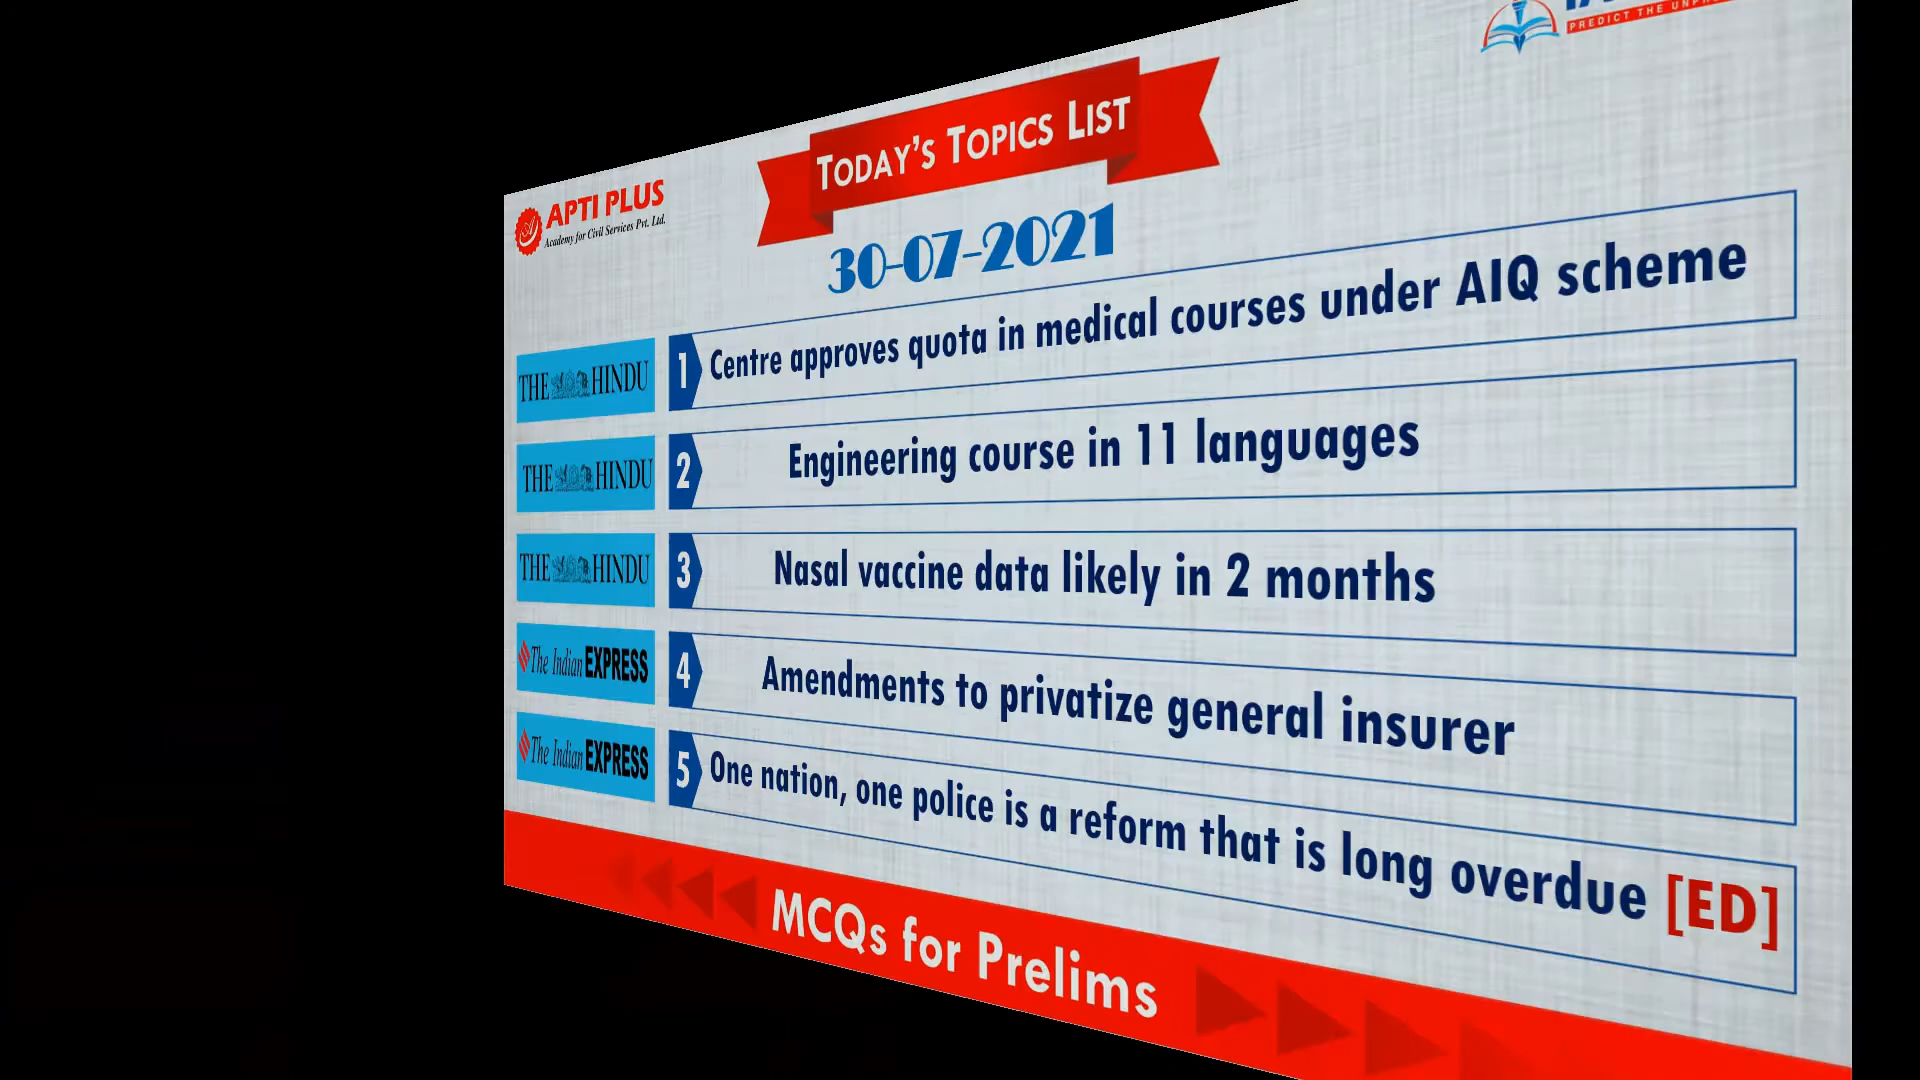 PREDICT THE
TODAY'S TOPICS LIST
APTI PLUS
Academy for Civil Services Pvt. Ltd.
30-07-2021
THE HINDU 1 Centre approves quota in medical courses under AIQ scheme
THE HINDU 2 Engineering course in 11 languages
THE HINDU 3 Nasal vaccine data likely in 2 months
The Indian EXPRESS 4 Amendments to privatize general insurer
The Indian EXPRESS 5 One nation, one police is a reform that is long overdue [ED]
MCQs for Prelims